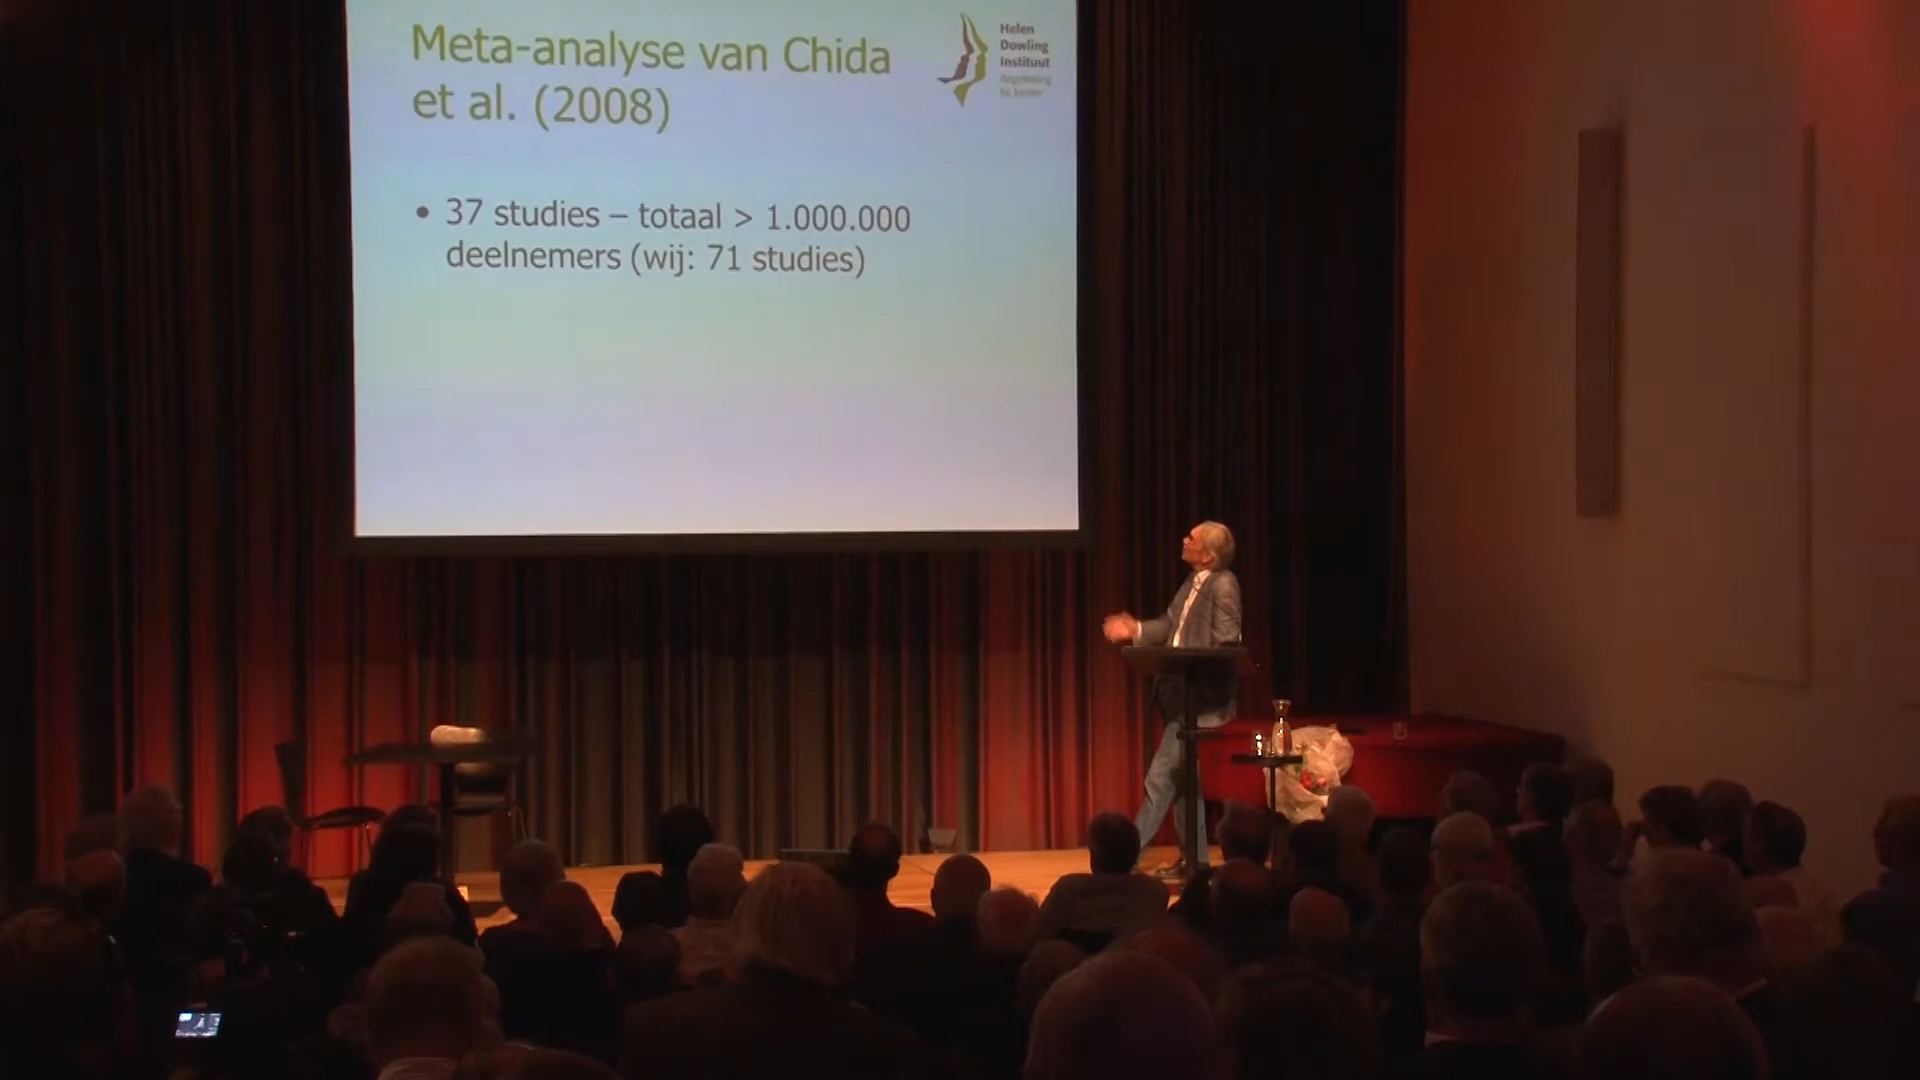 Meta-analyse van Chida
et al. (2008)
Helen
Dowling
Instituut
• 37 studies – totaal > 1.000.000
deelnemers (wij: 71 studies)